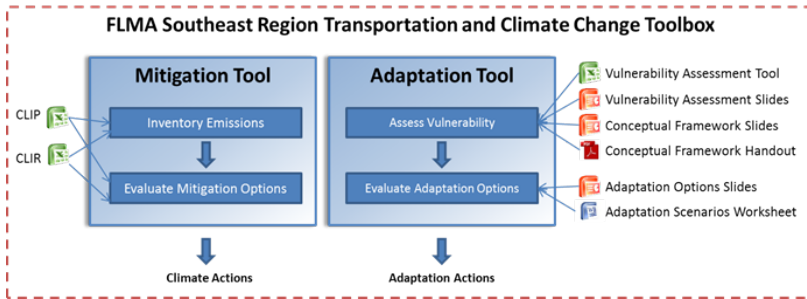 FLMA Southeast Region Transportation and Climate Change Toolbox
Mitigation Tool
CLIP
CLIR
Inventory Emissions
Evaluate Mitigation Options
Climate Actions
Adaptation Tool
Assess Vulnerability
Evaluate Adaptation Options
Adaptation Actions
Vulnerability Assessment Tool
Vulnerability Assessment Slides
Conceptual Framework Slides
Conceptual Framework Handout
Adaptation Options Slides
Adaptation Scenarios Worksheet